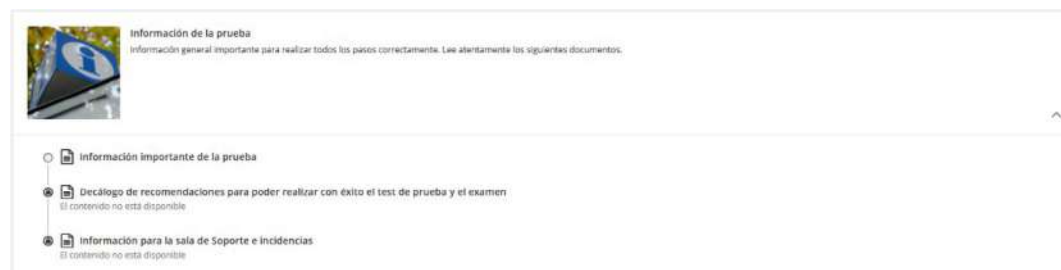 Información de la prueba
Información general importante para realizar todos los pasos correctamente. Lee atentamente los siguientes documentos.
Información importante de la prueba
Decálogo de recomendaciones para poder realizar con éxito el test de prueba y el examen
El contenido no está disponible
Información para la sala de Soporte e incidencias
El contenido no está disponible